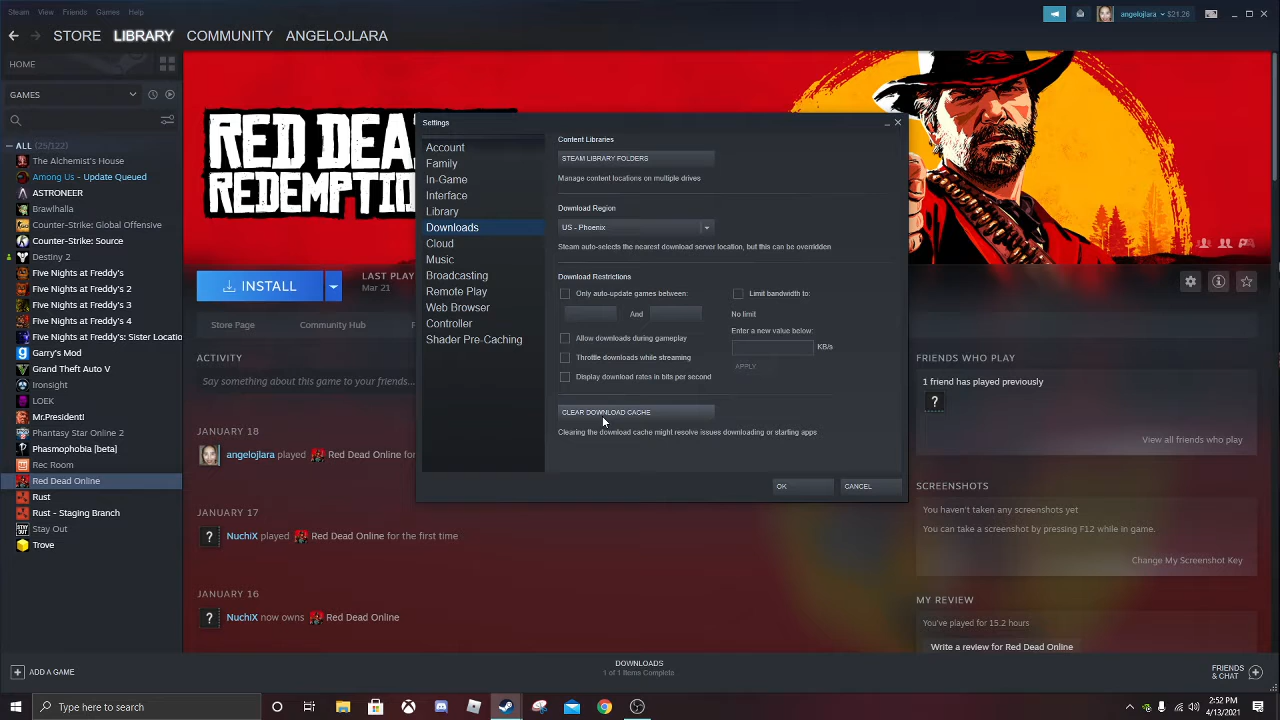 Steam View Friends Games Help
angelojlara $21.26
STORE LIBRARY COMMUNITY ANGELOJLARA
HOME
GAMES
ALL (25/122)
The Alchemist's House
Among Us - Update Queued
ASTRONEER
Brawlhalla
Counter-Strike: Global Offensive
Counter-Strike: Source
Destiny 2
Five Nights at Freddy's
Five Nights at Freddy's 2
Five Nights at Freddy's 3
Five Nights at Freddy's 4
Five Nights at Freddy's: Sister Locatio
Garry's Mod
Grand Theft Auto V
Ironsight
LOEK
Mr.President!
Phantasy Star Online 2
Phasmophobia [beta]
Rec Room
Red Dead Online
Rust
Rust - Staging Branch
Stay Out
Trove
ADD A GAME
RED DEA
REDEMPTI
INSTALL
LAST PLAY
Mar 21
Store Page Community Hub
ACTIVITY
Say something about this game to your friends...
JANUARY 18
angelojlara played Red Dead Online for
JANUARY 17
? NuchiX played Red Dead Online for the first time
JANUARY 16
? NuchiX now owns Red Dead Online
Settings
Account
Family
In-Game
Interface
Library
Downloads
Cloud
Music
Broadcasting
Remote Play
Web Browser
Controller
Shader Pre-Caching
Content Libraries
STEAM LIBRARY FOLDERS
Manage content locations on multiple drives
Download Region
US - Phoenix
Steam auto-selects the nearest download server location, but this can be overridden
Download Restrictions
Only auto-update games between:
And
Allow downloads during gameplay
Throttle downloads while streaming
Display download rates in bits per second
Limit bandwidth to:
No limit
Enter a new value below:
KB/s
APPLY
CLEAR DOWNLOAD CACHE
Clearing the download cache might resolve issues downloading or starting apps
OK CANCEL
FRIENDS WHO PLAY
1 friend has played previously
?
View all friends who play
SCREENSHOTS
You haven't taken any screenshots yet
You can take a screenshot by pressing F12 while in game.
Change My Screenshot Key
MY REVIEW
You've played for 15.2 hours
Write a review for Red Dead Online
DOWNLOADS
1 of 1 Items Complete
FRIENDS
& CHAT
Type here to search
2:52 PM
4/13/2021